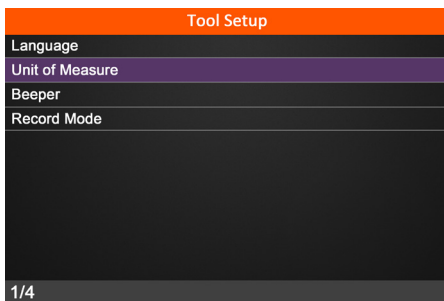 Tool Setup
Language
Unit of Measure
Beeper
Record Mode
1/4